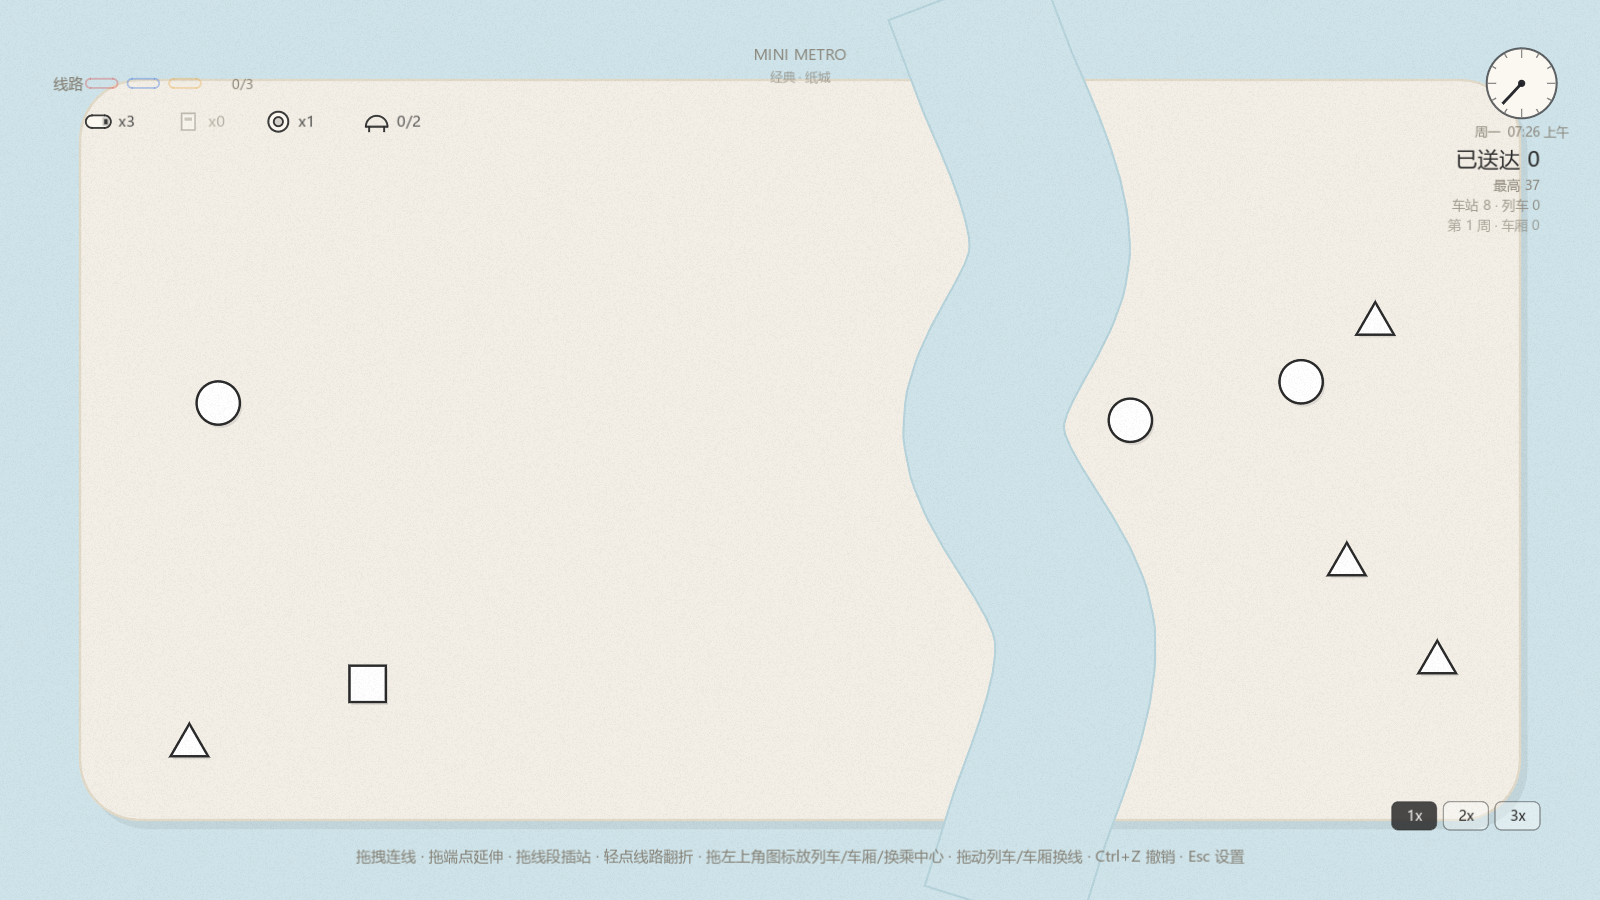 MINI METRO
经典 · 纸城
线路 0/3
x3 x0 x1 0/2
周一 07:26 上午
已送达 0
最高 37
车站 8 · 列车 0
第 1 周 · 车厢 0
1x 2x 3x
拖拽连线 · 拖端点延伸 · 拖线段插站 · 轻点线路翻折 · 拖左上角图标放列车/车厢/换乘中心 · 拖动列车/车厢换线 · Ctrl+Z 撤销 · Esc 设置